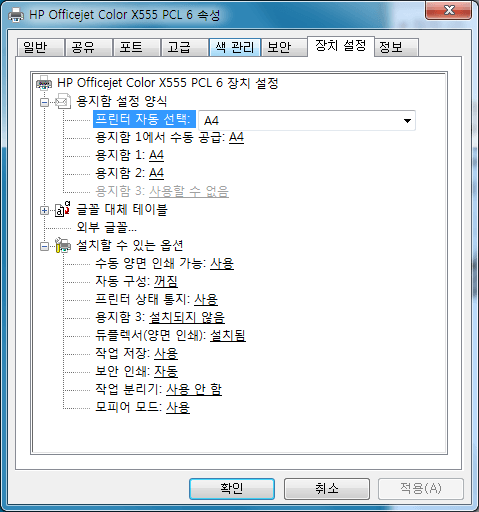 HP Officejet Color X555 PCL 6 속성
일반 공유 포트 고급 색 관리 보안 장치 설정 정보
HP Officejet Color X555 PCL 6 장치 설정
용지함 설정 양식
프린터 자동 선택: A4
용지함 1에서 수동 공급: A4
용지함 1: A4
용지함 2: A4
용지함 3: 사용할 수 없음
글꼴 대체 테이블
외부 글꼴...
설치할 수 있는 옵션
수동 양면 인쇄 가능: 사용
자동 구성: 꺼짐
프린터 상태 통지: 사용
용지함 3: 설치되지 않음
듀플렉서(양면 인쇄): 설치됨
작업 저장: 사용
보안 인쇄: 자동
작업 분리기: 사용 안 함
모피어 모드: 사용
확인 취소 적용(A)